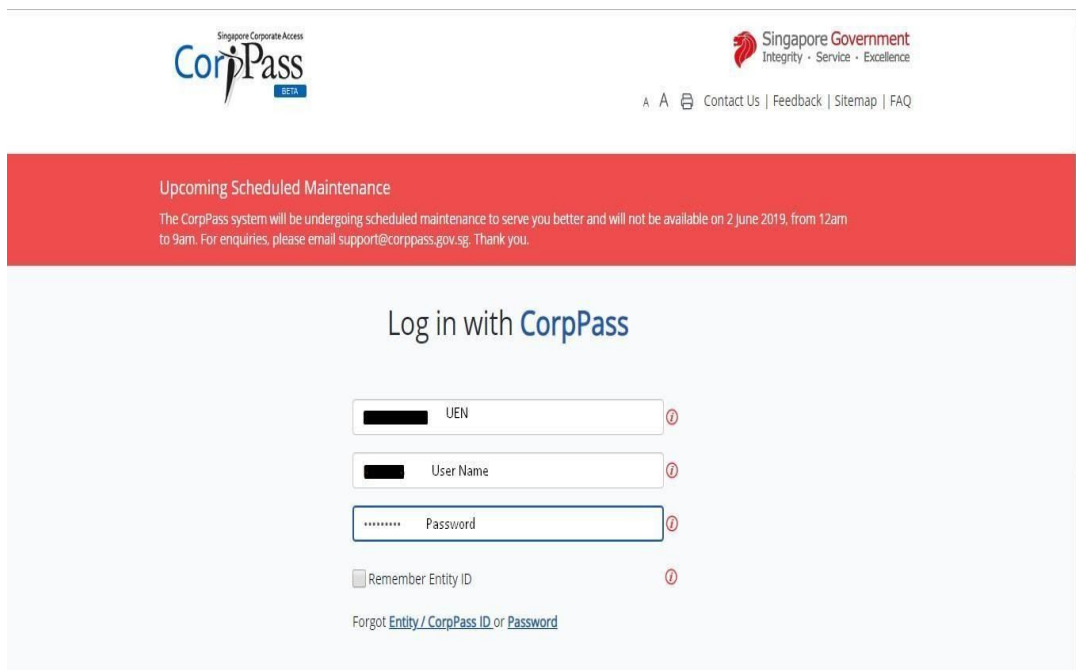 Singapore Corporate Access
CorpPass
BETA
Singapore Government
Integrity · Service · Excellence
A A Contact Us | Feedback | Sitemap | FAQ
Upcoming Scheduled Maintenance
The CorpPass system will be undergoing scheduled maintenance to serve you better and will not be available on 2 June 2019, from 12am
to 9am. For enquiries, please email support@corppass.gov.sg. Thank you.
Log in with CorpPass
UEN
User Name
••••••••• Password
Remember Entity ID
Forgot Entity / CorpPass ID or Password